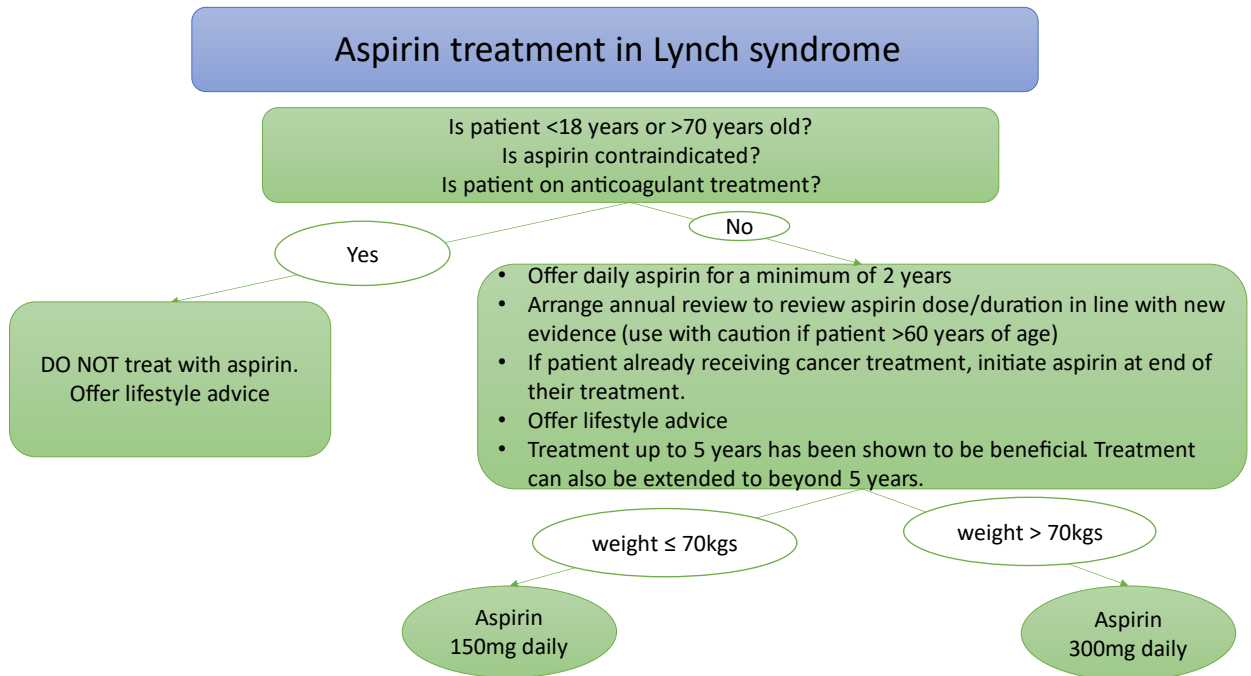 Aspirin treatment in Lynch syndrome
Is patient <18 years or >70 years old?
Is aspirin contraindicated?
Is patient on anticoagulant treatment?
Yes
No
DO NOT treat with aspirin.
Offer lifestyle advice
• Offer daily aspirin for a minimum of 2 years
• Arrange annual review to review aspirin dose/duration in line with new
evidence (use with caution if patient >60 years of age)
• If patient already receiving cancer treatment, initiate aspirin at end of
their treatment.
• Offer lifestyle advice
• Treatment up to 5 years has been shown to be beneficial. Treatment
can also be extended to beyond 5 years.
weight ≤ 70kgs
weight > 70kgs
Aspirin
150mg daily
Aspirin
300mg daily